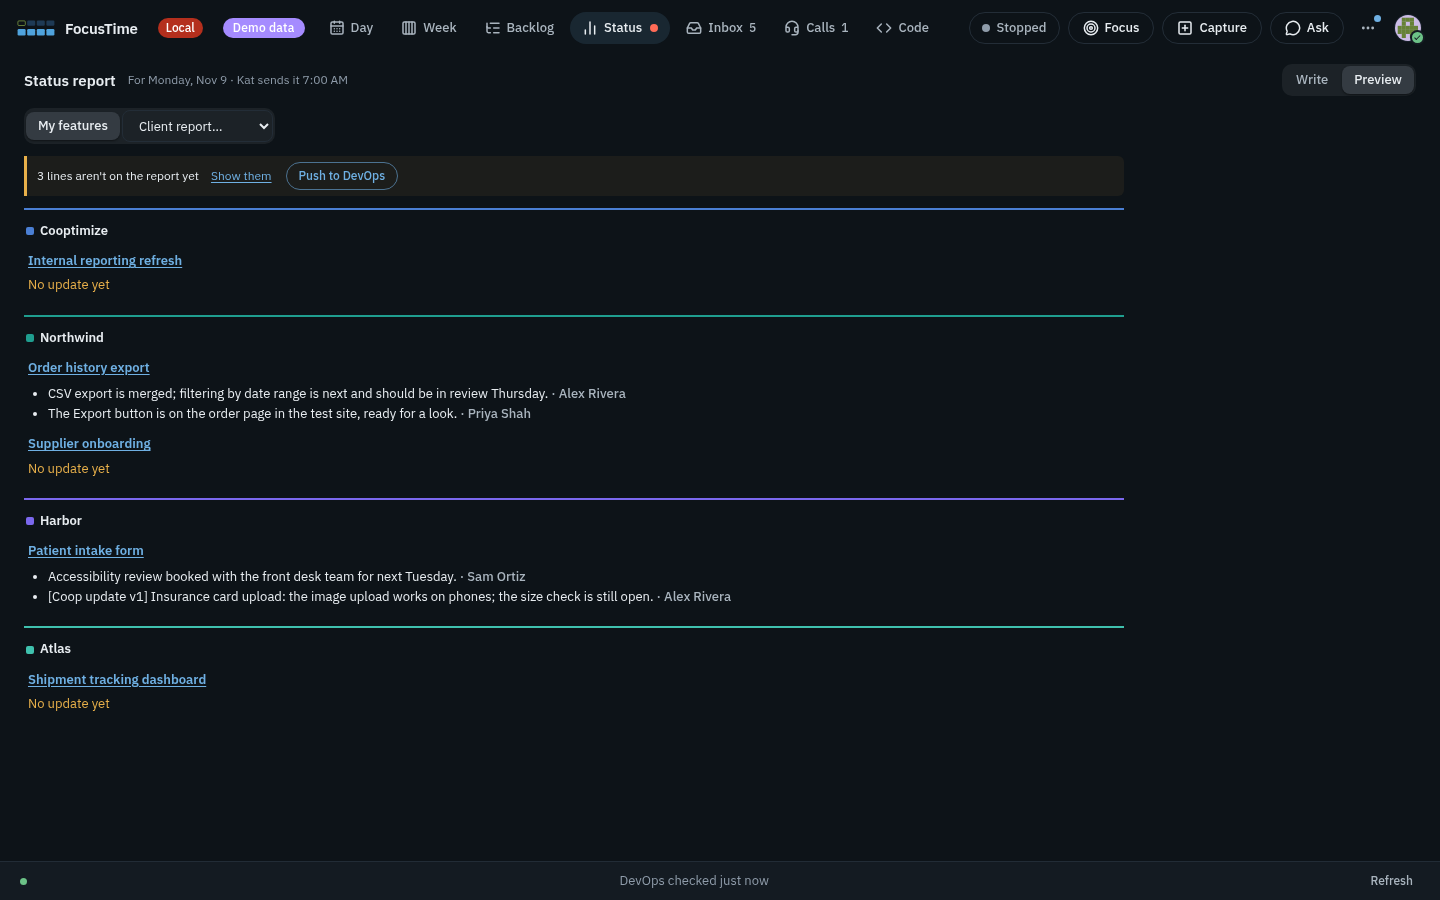 FocusTime
Local
Demo data
Day
Week
Backlog
Status
Inbox 5
Calls 1
Code
Stopped
Focus
Capture
Ask
Status report
For Monday, Nov 9 · Kat sends it 7:00 AM
Write
Preview
My features
Client report...
3 lines aren't on the report yet
Show them
Push to DevOps
Cooptimize
Internal reporting refresh
No update yet
Northwind
Order history export
• CSV export is merged; filtering by date range is next and should be in review Thursday. · Alex Rivera
• The Export button is on the order page in the test site, ready for a look. · Priya Shah
Supplier onboarding
No update yet
Harbor
Patient intake form
• Accessibility review booked with the front desk team for next Tuesday. · Sam Ortiz
• [Coop update v1] Insurance card upload: the image upload works on phones; the size check is still open. · Alex Rivera
Atlas
Shipment tracking dashboard
No update yet
DevOps checked just now
Refresh